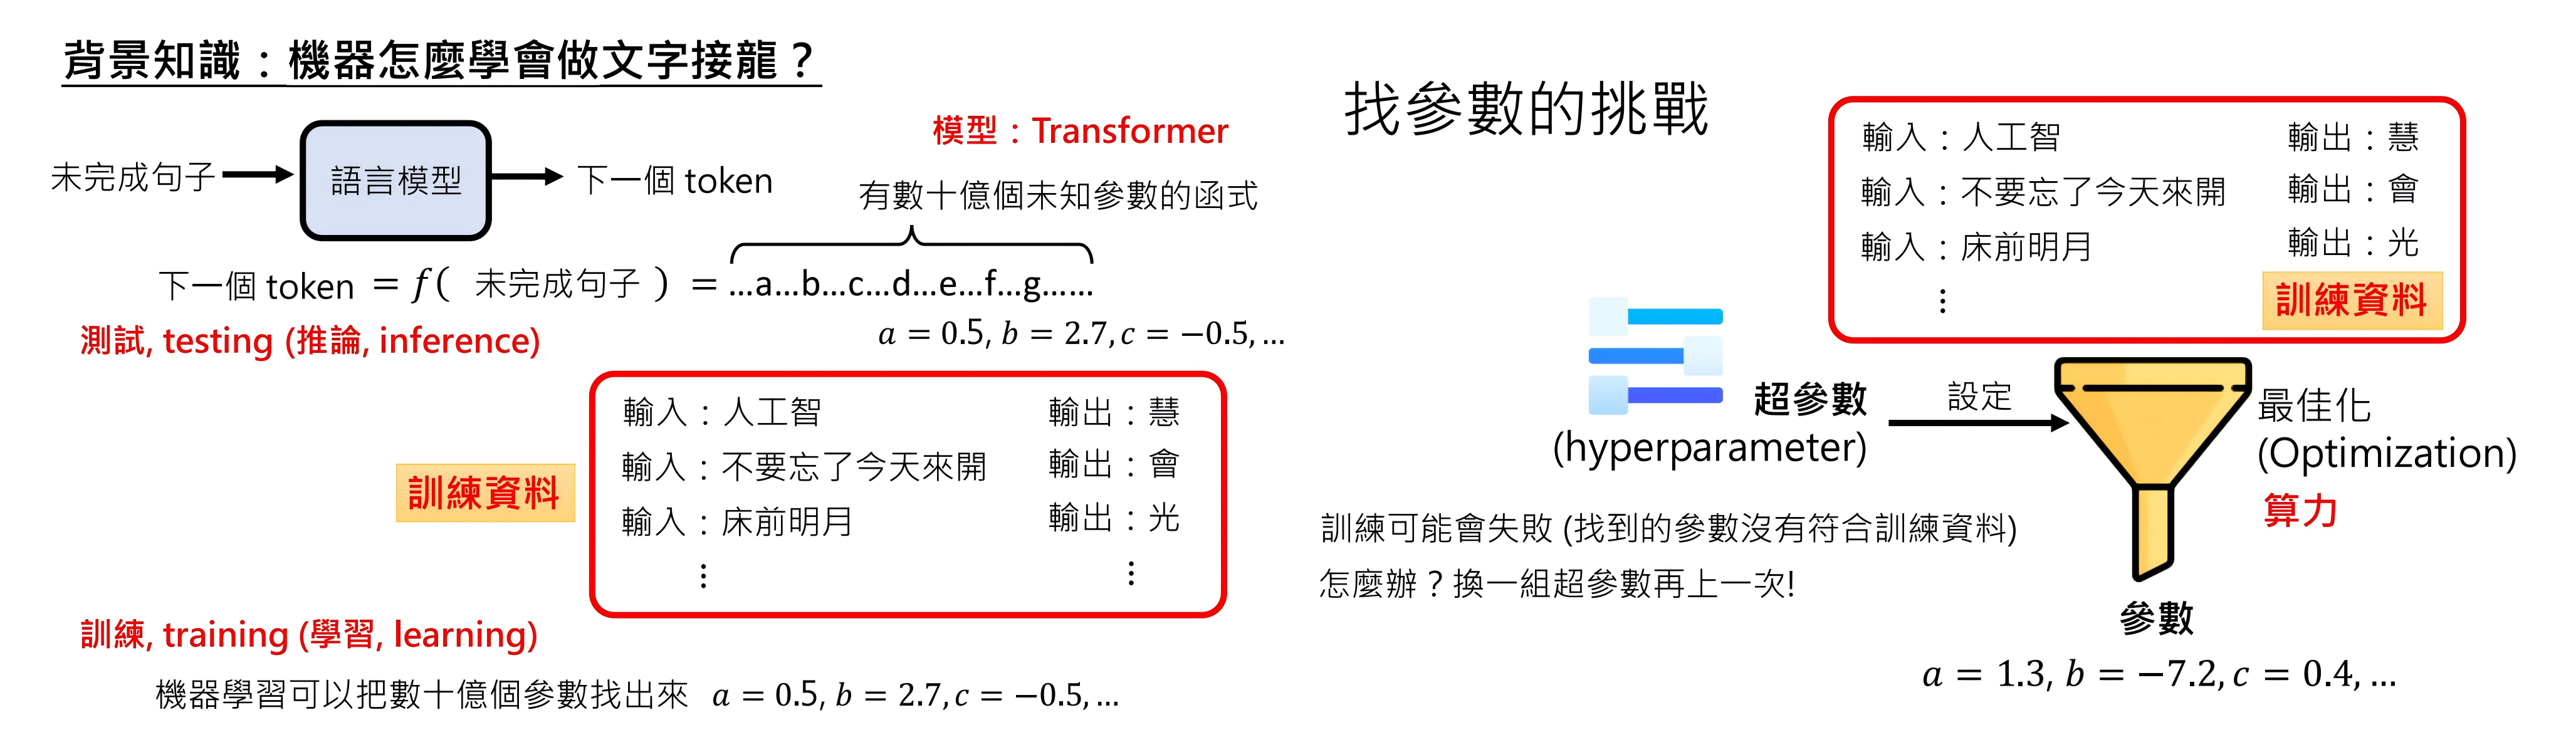 背景知識：機器怎麼學會做文字接龍？
未完成句子
語言模型
下一個 token
模型：Transformer
有數十億個未知參數的函式
下一個 token = f( 未完成句子 ) = …a…b…c…d…e…f…g……
測試, testing (推論, inference)
a = 0.5, b = 2.7, c = −0.5, …
訓練資料
輸入：人工智 輸出：慧
輸入：不要忘了今天來開 輸出：會
輸入：床前明月 輸出：光
⋮ ⋮
訓練, training (學習, learning)
機器學習可以把數十億個參數找出來 a = 0.5, b = 2.7, c = −0.5, …
找參數的挑戰
輸入：人工智 輸出：慧
輸入：不要忘了今天來開 輸出：會
輸入：床前明月 輸出：光
⋮
訓練資料
超參數
(hyperparameter)
設定
最佳化
(Optimization)
算力
訓練可能會失敗 (找到的參數沒有符合訓練資料)
怎麼辦？換一組超參數再上一次!
參數
a = 1.3, b = −7.2, c = 0.4, …